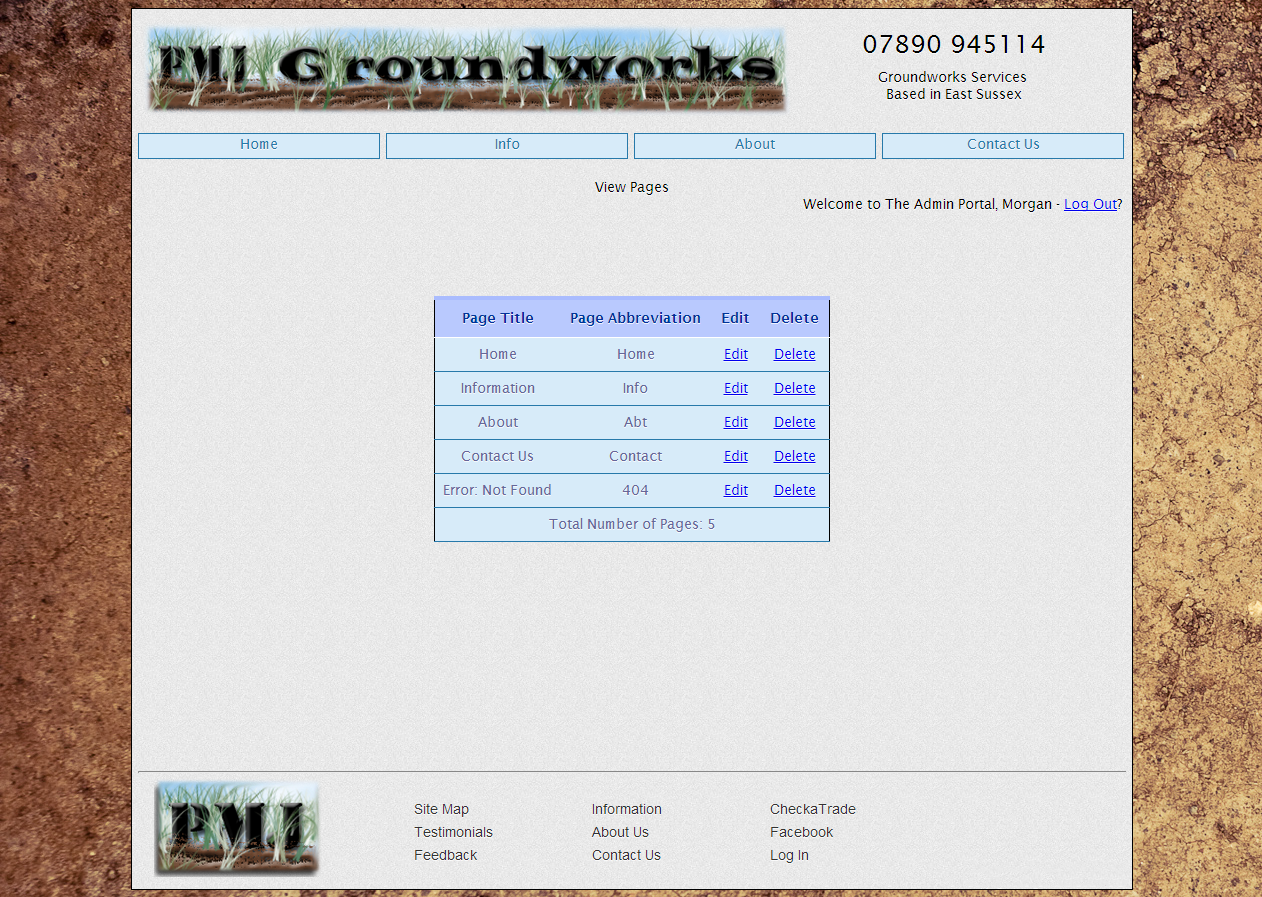 PMJ Groundworks
07890 945114
Groundworks Services
Based in East Sussex
Home Info About Contact Us
View Pages
Welcome to The Admin Portal, Morgan - Log Out?
Page Title Page Abbreviation Edit Delete
Home Home Edit Delete
Information Info Edit Delete
About Abt Edit Delete
Contact Us Contact Edit Delete
Error: Not Found 404 Edit Delete
Total Number of Pages: 5
PMJ
Site Map Information CheckaTrade
Testimonials About Us Facebook
Feedback Contact Us Log In